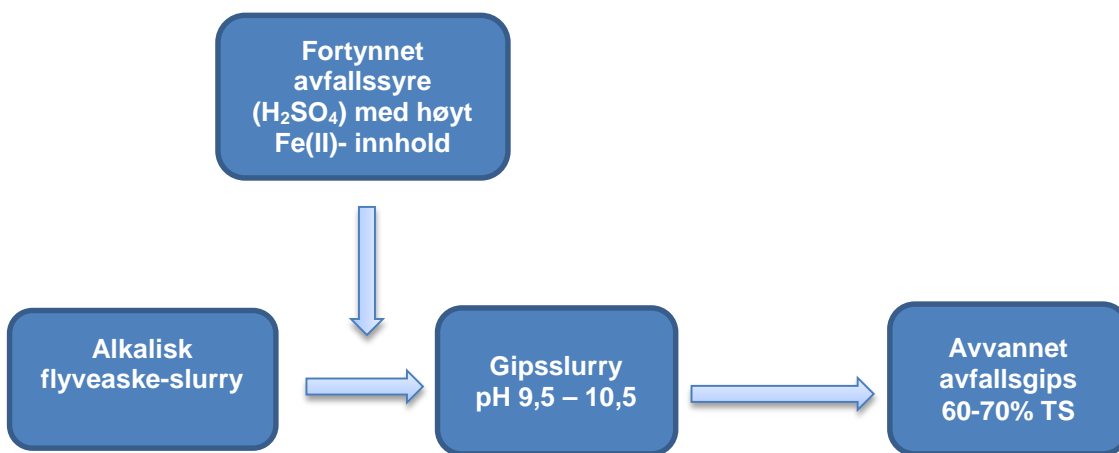 Fortynnet
avfallssyre
(H₂SO₄) med høyt
Fe(II)- innhold
Alkalisk
flyveaske-slurry
Gipsslurry
pH 9,5 – 10,5
Avvannet
avfallsgips
60-70% TS